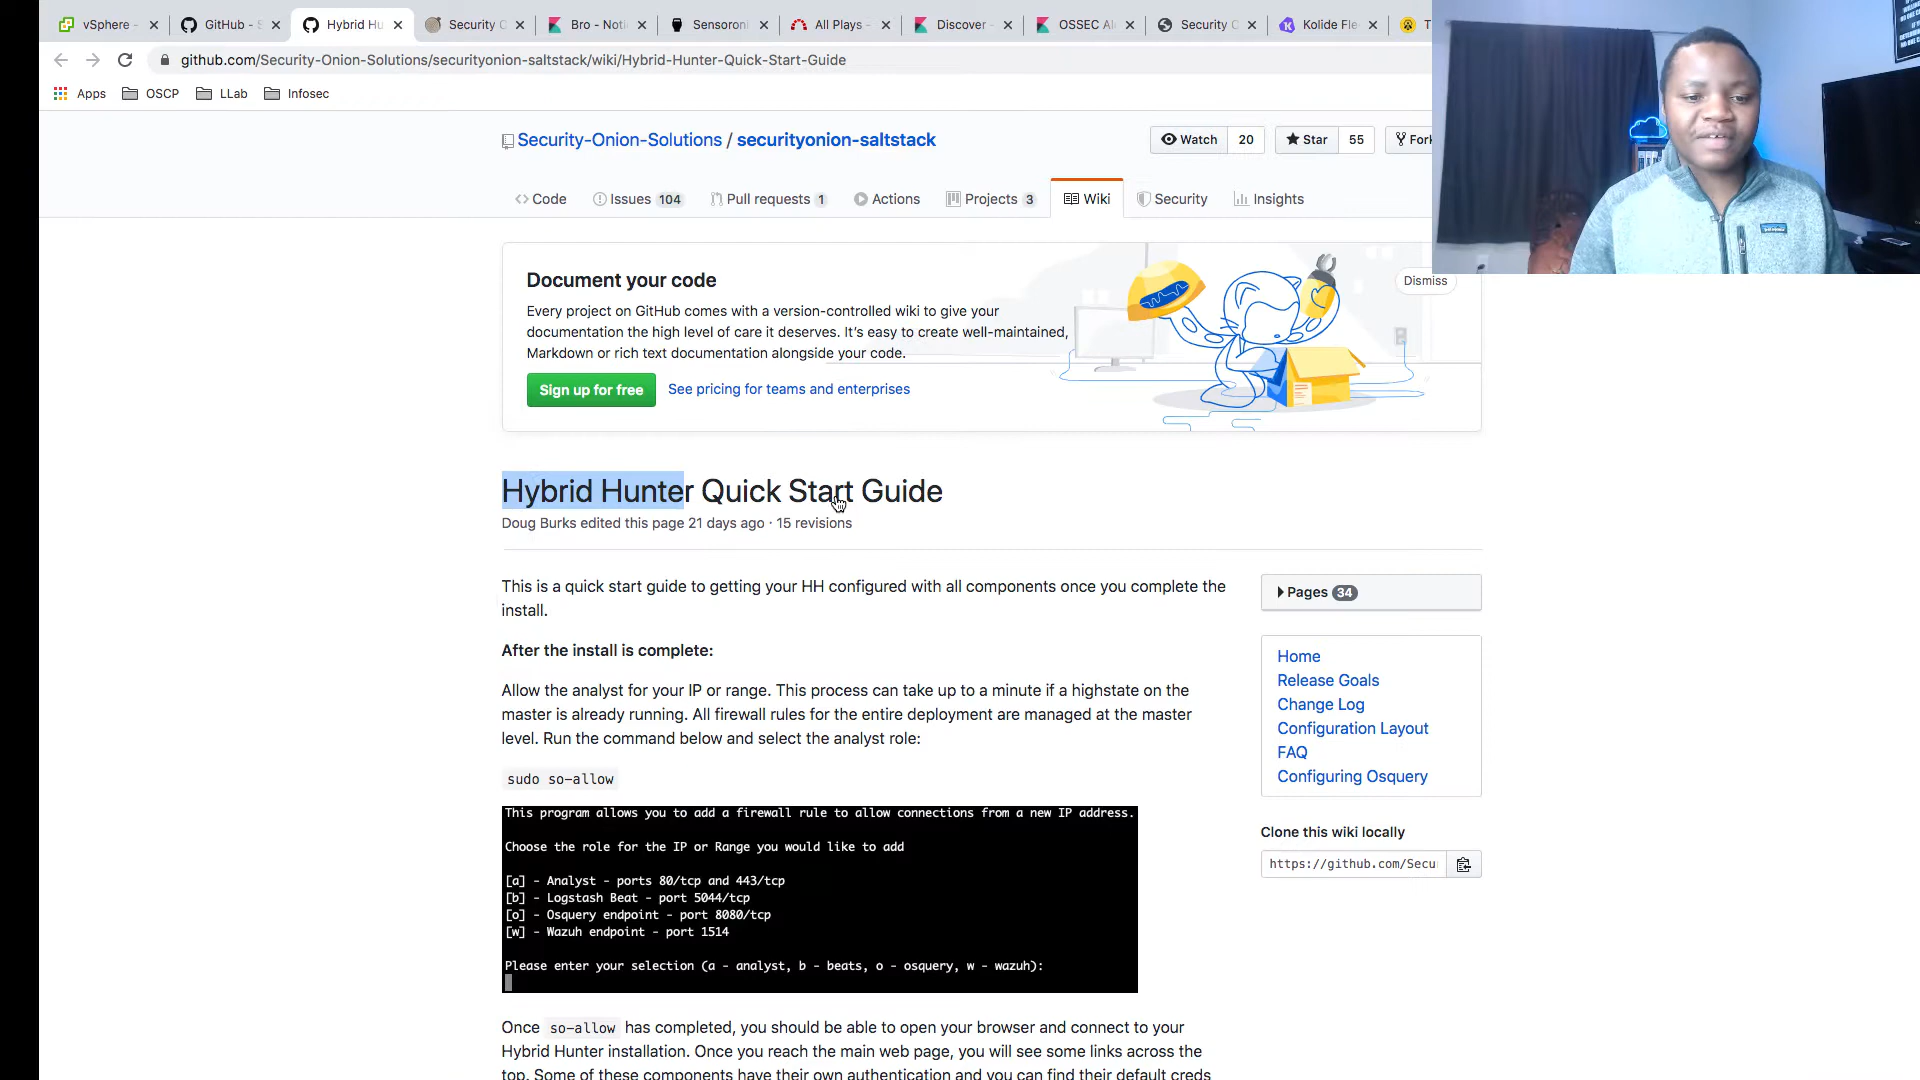 vSphere -
GitHub - S
Hybrid Hu
Security O
Bro - Noti
Sensoroni
All Plays -
Discover -
OSSEC Al
Security O
Kolide Fle
T
github.com/Security-Onion-Solutions/securityonion-saltstack/wiki/Hybrid-Hunter-Quick-Start-Guide
Apps OSCP LLab Infosec
Security-Onion-Solutions / securityonion-saltstack
Watch 20 Star 55 Fork
Code Issues 104 Pull requests 1 Actions Projects 3 Wiki Security Insights
Document your code
Dismiss
Every project on GitHub comes with a version-controlled wiki to give your
documentation the high level of care it deserves. It's easy to create well-maintained,
Markdown or rich text documentation alongside your code.
Sign up for free See pricing for teams and enterprises
Hybrid Hunter Quick Start Guide
Doug Burks edited this page 21 days ago · 15 revisions
This is a quick start guide to getting your HH configured with all components once you complete the
install.
After the install is complete:
Allow the analyst for your IP or range. This process can take up to a minute if a highstate on the
master is already running. All firewall rules for the entire deployment are managed at the master
level. Run the command below and select the analyst role:
sudo so-allow
This program allows you to add a firewall rule to allow connections from a new IP address.
Choose the role for the IP or Range you would like to add
[a] - Analyst - ports 80/tcp and 443/tcp
[b] - Logstash Beat - port 5044/tcp
[o] - Osquery endpoint - port 8080/tcp
[w] - Wazuh endpoint - port 1514
Please enter your selection (a - analyst, b - beats, o - osquery, w - wazuh):
Once so-allow has completed, you should be able to open your browser and connect to your
Hybrid Hunter installation. Once you reach the main web page, you will see some links across the
top. Some of these components have their own authentication and you can find their default creds
Pages 34
Home
Release Goals
Change Log
Configuration Layout
FAQ
Configuring Osquery
Clone this wiki locally
https://github.com/Secu